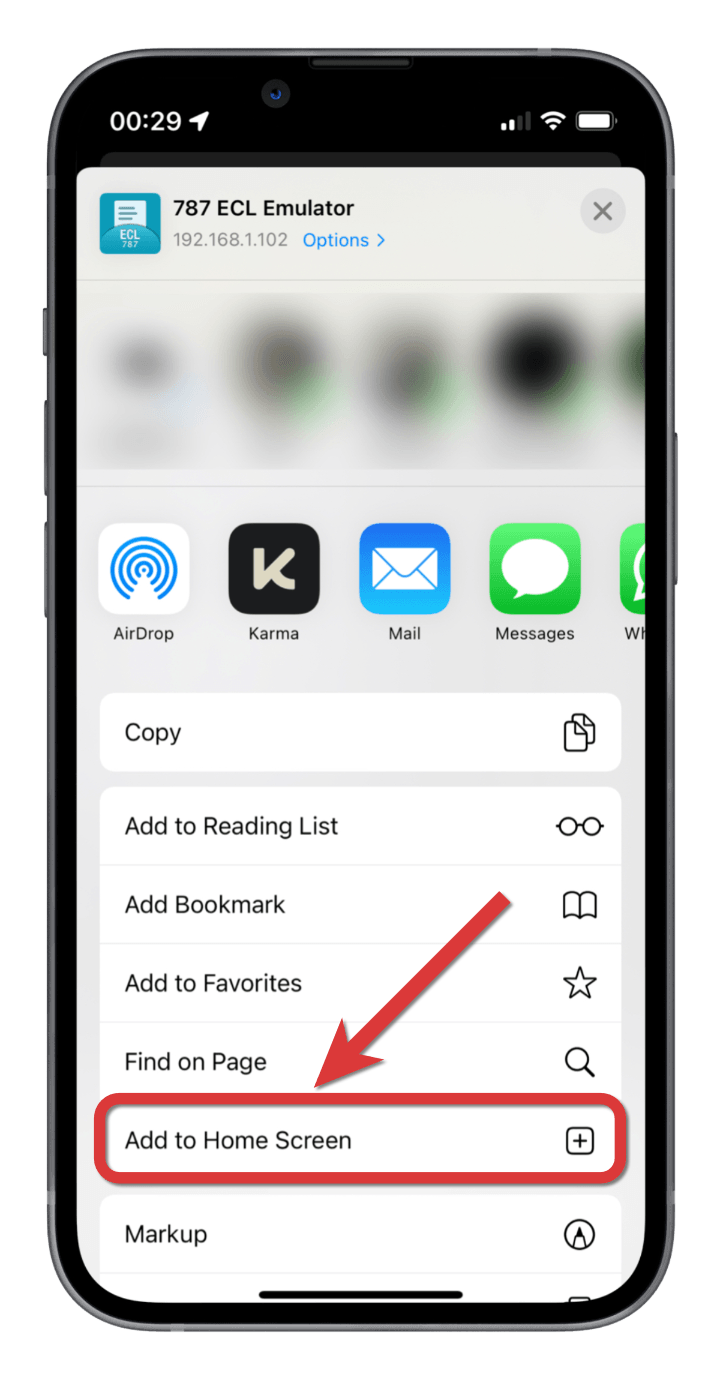 00:29
787 ECL Emulator
ECL
787
192.168.1.102 Options >
AirDrop
Karma
Mail
Messages
Wh
Copy
Add to Reading List
Add Bookmark
Add to Favorites
Find on Page
Add to Home Screen
Markup